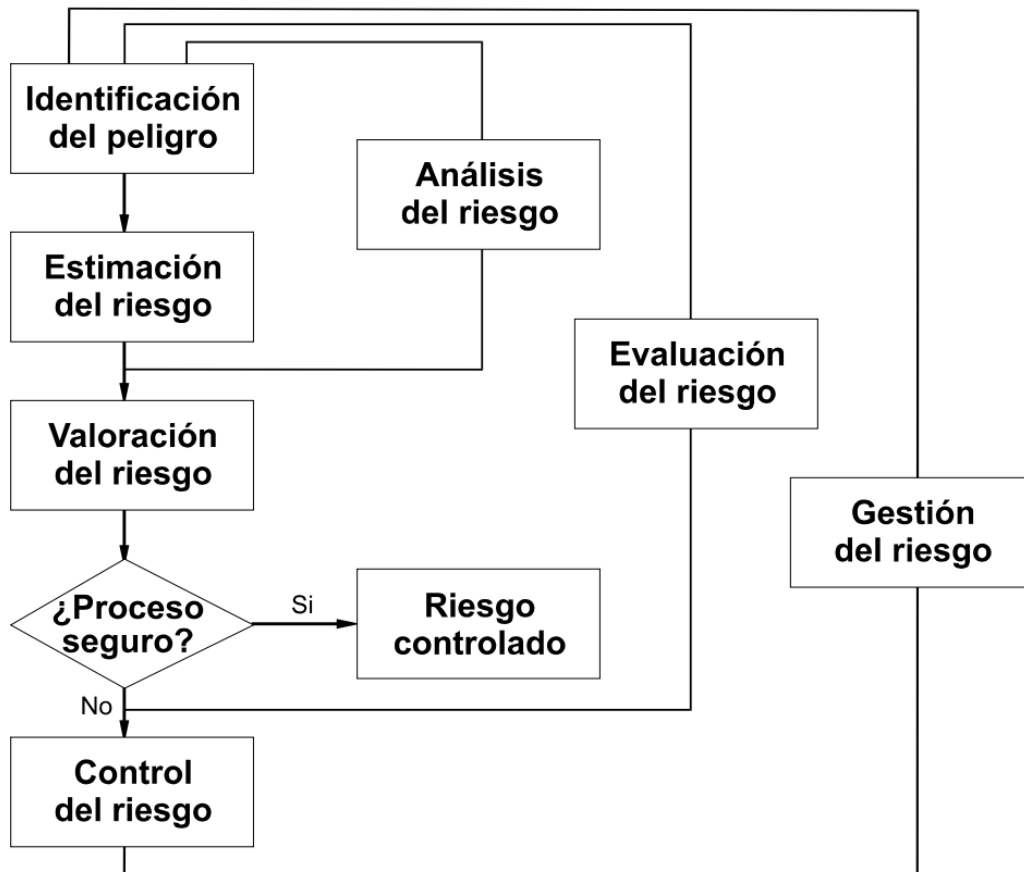 Identificación
del peligro
Análisis
del riesgo
Estimación
del riesgo
Evaluación
del riesgo
Valoración
del riesgo
Gestión
del riesgo
¿Proceso
seguro?
Si
Riesgo
controlado
No
Control
del riesgo